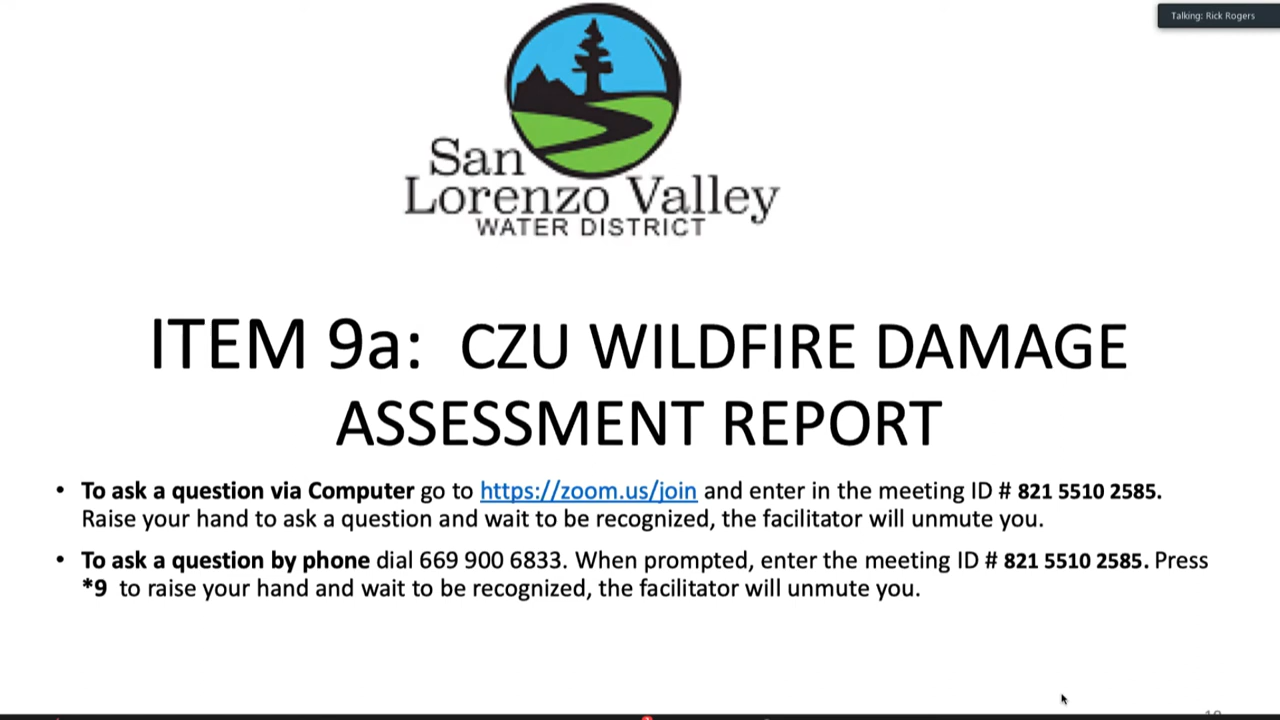 Talking: Rick Rogers
San
Lorenzo Valley
WATER DISTRICT
ITEM 9a: CZU WILDFIRE DAMAGE
ASSESSMENT REPORT
• To ask a question via Computer go to https://zoom.us/join and enter in the meeting ID # 821 5510 2585.
Raise your hand to ask a question and wait to be recognized, the facilitator will unmute you.
• To ask a question by phone dial 669 900 6833. When prompted, enter the meeting ID # 821 5510 2585. Press
*9 to raise your hand and wait to be recognized, the facilitator will unmute you.